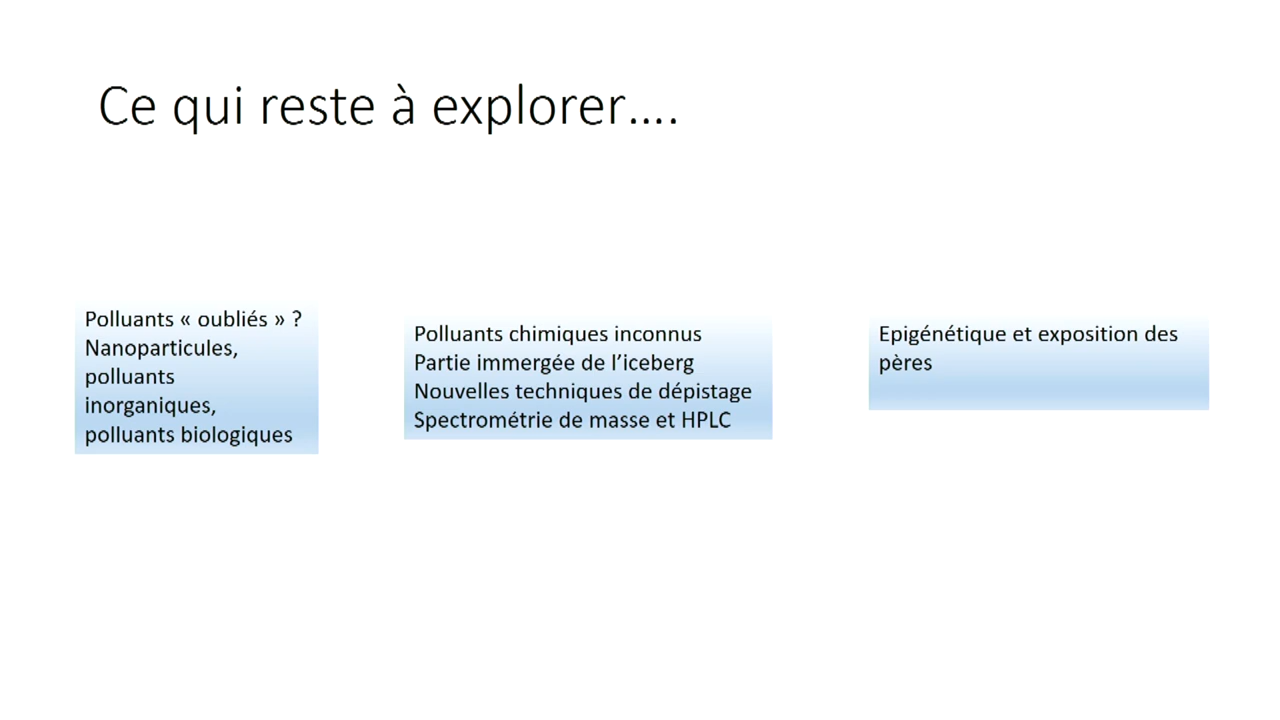 Ce qui reste à explorer....
Polluants « oubliés » ?
Nanoparticules,
polluants
inorganiques,
polluants biologiques
Polluants chimiques inconnus
Partie immergée de l’iceberg
Nouvelles techniques de dépistage
Spectrométrie de masse et HPLC
Epigénétique et exposition des
pères